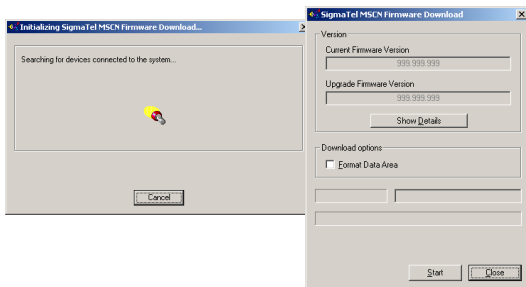 Initializing SigmaTel MSCN Firmware Download...
Searching for devices connected to the system...
Cancel
SigmaTel MSCN Firmware Download
Version
Current Firmware Version
999.999.999
Upgrade Firmware Version
999.999.999
Show Details
Download options
Format Data Area
Start
Close